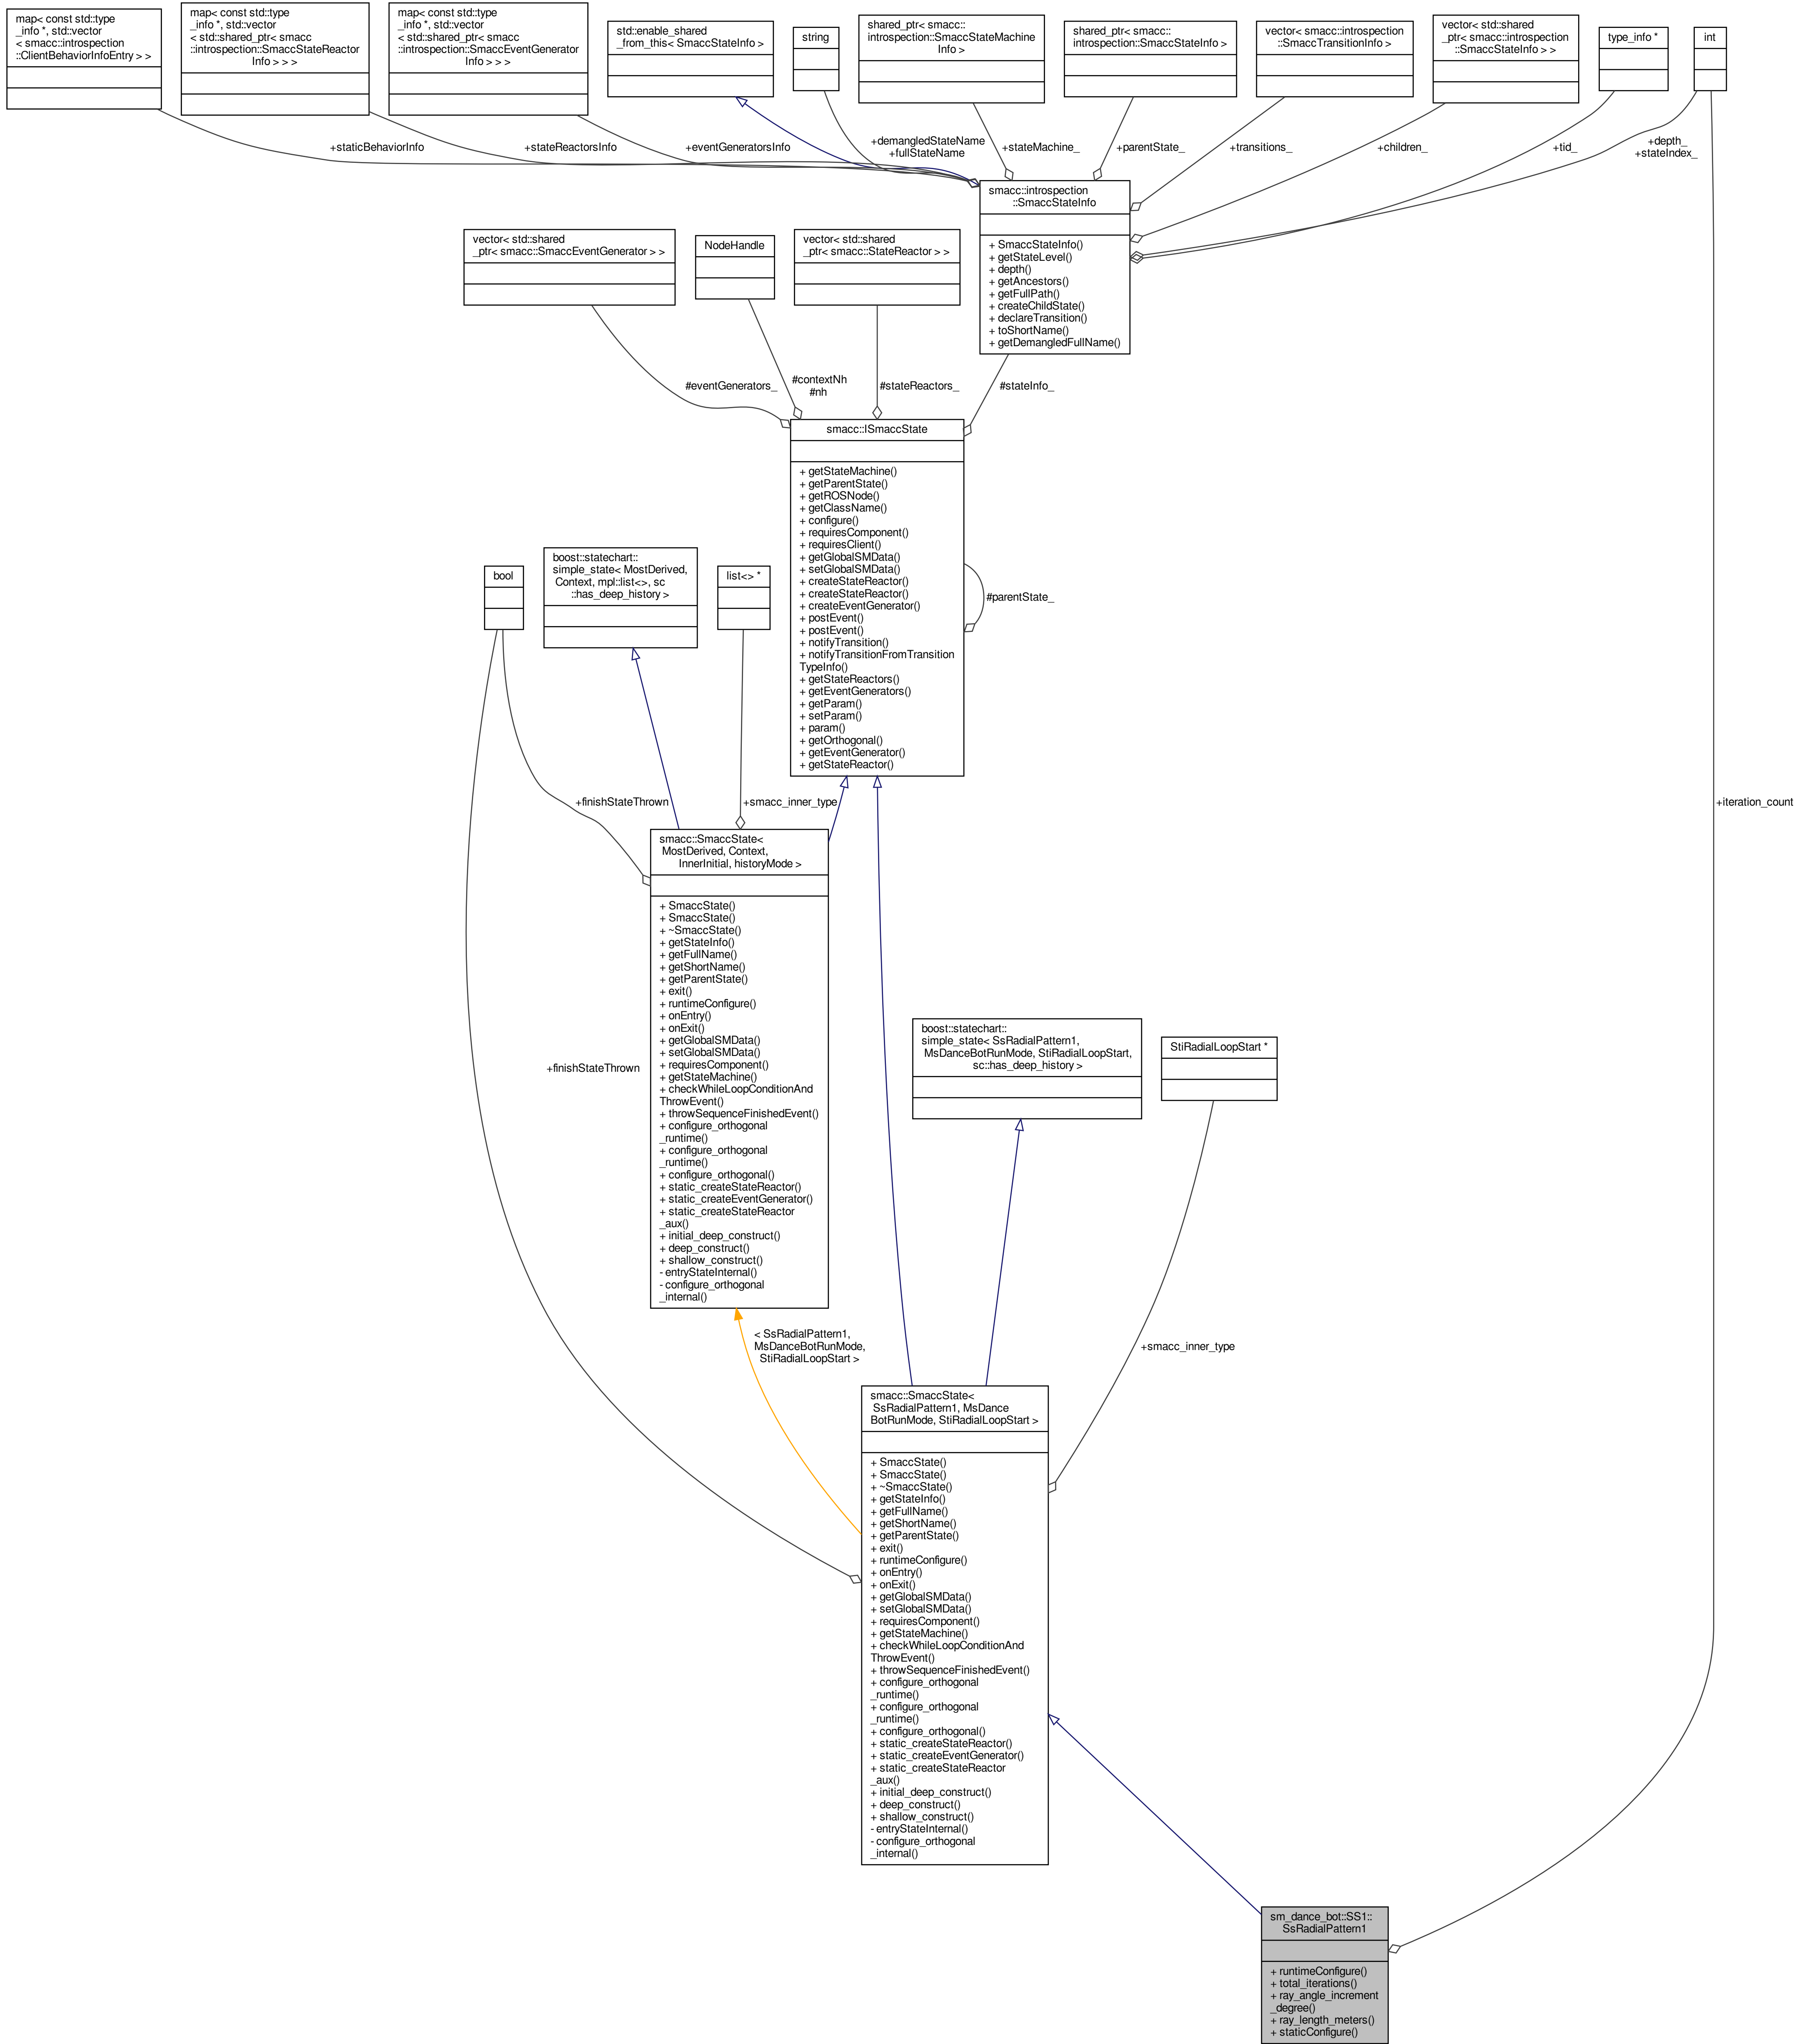 map< const std::type
_info *, std::vector
< smacc::introspection
::ClientBehaviorInfoEntry > >
map< const std::type
_info *, std::vector
< std::shared_ptr< smacc
::introspection::SmaccStateReactor
Info > > >
map< const std::type
_info *, std::vector
< std::shared_ptr< smacc
::introspection::SmaccEventGenerator
Info > > >
std::enable_shared
_from_this< SmaccStateInfo >
string
shared_ptr< smacc::
introspection::SmaccStateMachine
Info >
shared_ptr< smacc::
introspection::SmaccStateInfo >
vector< smacc::introspection
::SmaccTransitionInfo >
vector< std::shared
_ptr< smacc::introspection
::SmaccStateInfo > >
type_info *
int
+staticBehaviorInfo
+stateReactorsInfo
+eventGeneratorsInfo
+demangledStateName
+fullStateName
+stateMachine_
+parentState_
+transitions_
+children_
+tid_
+depth_
+stateIndex_
smacc::introspection
::SmaccStateInfo
+ SmaccStateInfo()
+ getStateLevel()
+ depth()
+ getAncestors()
+ getFullPath()
+ createChildState()
+ declareTransition()
+ toShortName()
+ getDemangledFullName()
vector< std::shared
_ptr< smacc::SmaccEventGenerator > >
NodeHandle
vector< std::shared
_ptr< smacc::StateReactor > >
#eventGenerators_
#contextNh
#nh
#stateReactors_
#stateInfo_
smacc::ISmaccState
+ getStateMachine()
+ getParentState()
+ getROSNode()
+ getClassName()
+ configure()
+ requiresComponent()
+ requiresClient()
+ getGlobalSMData()
+ setGlobalSMData()
+ createStateReactor()
+ createStateReactor()
+ createEventGenerator()
+ postEvent()
+ postEvent()
+ notifyTransition()
+ notifyTransitionFromTransition
TypeInfo()
+ getStateReactors()
+ getEventGenerators()
+ getParam()
+ setParam()
+ param()
+ getOrthogonal()
+ getEventGenerator()
+ getStateReactor()
#parentState_
bool
boost::statechart::
simple_state< MostDerived,
Context, mpl::list<>, sc
::has_deep_history >
list<> *
+finishStateThrown
+smacc_inner_type
+iteration_count
smacc::SmaccState<
MostDerived, Context,
InnerInitial, historyMode >
+ SmaccState()
+ SmaccState()
+ ~SmaccState()
+ getStateInfo()
+ getFullName()
+ getShortName()
+ getParentState()
+ exit()
+ runtimeConfigure()
+ onEntry()
+ onExit()
+ getGlobalSMData()
+ setGlobalSMData()
+ requiresComponent()
+ getStateMachine()
+ checkWhileLoopConditionAnd
ThrowEvent()
+ throwSequenceFinishedEvent()
+ configure_orthogonal
_runtime()
+ configure_orthogonal
_runtime()
+ configure_orthogonal()
+ static_createStateReactor()
+ static_createEventGenerator()
+ static_createStateReactor
_aux()
+ initial_deep_construct()
+ deep_construct()
+ shallow_construct()
- entryStateInternal()
- configure_orthogonal
_internal()
+finishStateThrown
boost::statechart::
simple_state< SsRadialPattern1,
MsDanceBotRunMode, StiRadialLoopStart,
sc::has_deep_history >
StiRadialLoopStart *
< SsRadialPattern1,
MsDanceBotRunMode,
StiRadialLoopStart >
+smacc_inner_type
smacc::SmaccState<
SsRadialPattern1, MsDance
BotRunMode, StiRadialLoopStart >
+ SmaccState()
+ SmaccState()
+ ~SmaccState()
+ getStateInfo()
+ getFullName()
+ getShortName()
+ getParentState()
+ exit()
+ runtimeConfigure()
+ onEntry()
+ onExit()
+ getGlobalSMData()
+ setGlobalSMData()
+ requiresComponent()
+ getStateMachine()
+ checkWhileLoopConditionAnd
ThrowEvent()
+ throwSequenceFinishedEvent()
+ configure_orthogonal
_runtime()
+ configure_orthogonal
_runtime()
+ configure_orthogonal()
+ static_createStateReactor()
+ static_createEventGenerator()
+ static_createStateReactor
_aux()
+ initial_deep_construct()
+ deep_construct()
+ shallow_construct()
- entryStateInternal()
- configure_orthogonal
_internal()
sm_dance_bot::SS1::
SsRadialPattern1
+ runtimeConfigure()
+ total_iterations()
+ ray_angle_increment
_degree()
+ ray_length_meters()
+ staticConfigure()